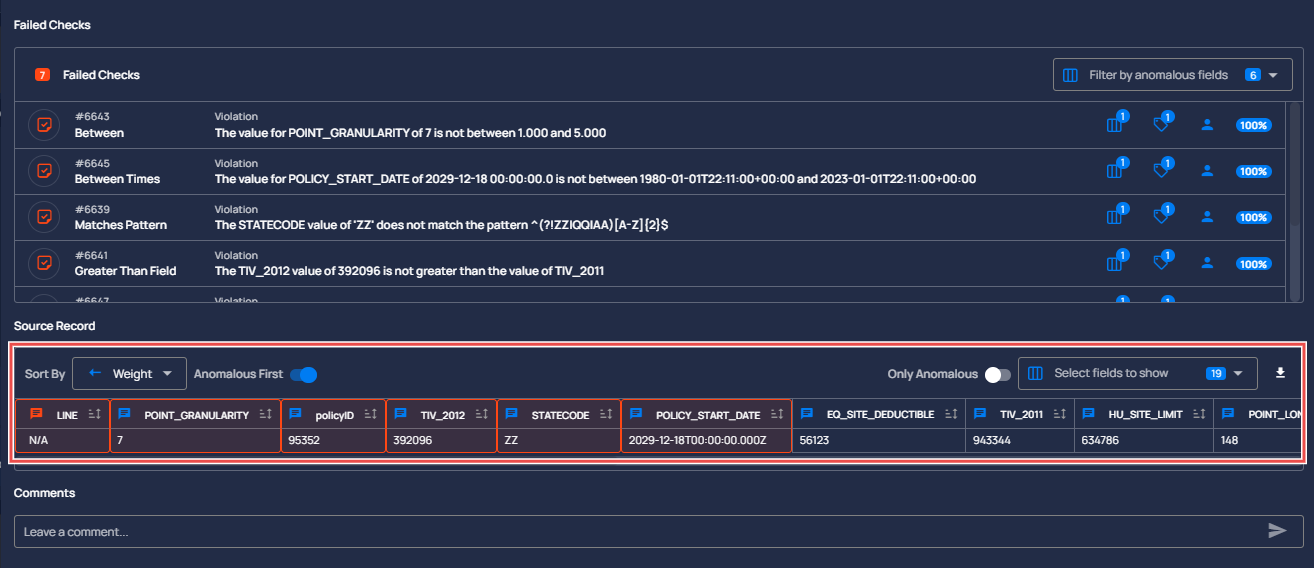 Failed Checks
7 Failed Checks Filter by anomalous fields 6
#6643 Violation 1 1
Between The value for POINT_GRANULARITY of 7 is not between 1.000 and 5.000 100%
#6645 Violation 1 1
Between Times The value for POLICY_START_DATE of 2029-12-18 00:00:00.0 is not between 1980-01-01T22:11:00+00:00 and 2023-01-01T22:11:00+00:00 100%
#6639 Violation 1 1
Matches Pattern The STATECODE value of 'ZZ' does not match the pattern ^(?!ZZ|QQ|AA)[A-Z]{2}$ 100%
#6641 Violation 1 1
Greater Than Field The TIV_2012 value of 392096 is not greater than the value of TIV_2011 100%
#6647 Violation 1 1
Source Record
Sort By Weight Anomalous First Only Anomalous Select fields to show 19
LINE POINT_GRANULARITY policyID TIV_2012 STATECODE POLICY_START_DATE EQ_SITE_DEDUCTIBLE TIV_2011 HU_SITE_LIMIT POINT_LON
N/A 7 95352 392096 ZZ 2029-12-18T00:00:00.000Z 56123 943344 634786 148
Comments
Leave a comment...